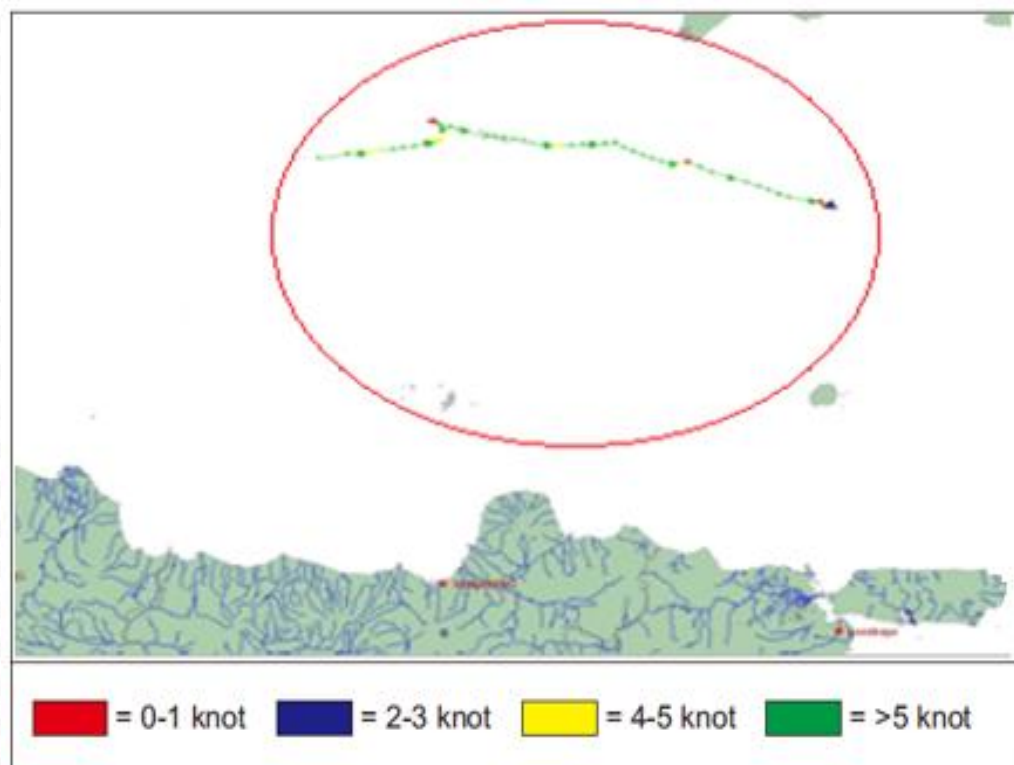 = 0-1 knot
= 2-3 knot
= 4-5 knot
= >5 knot